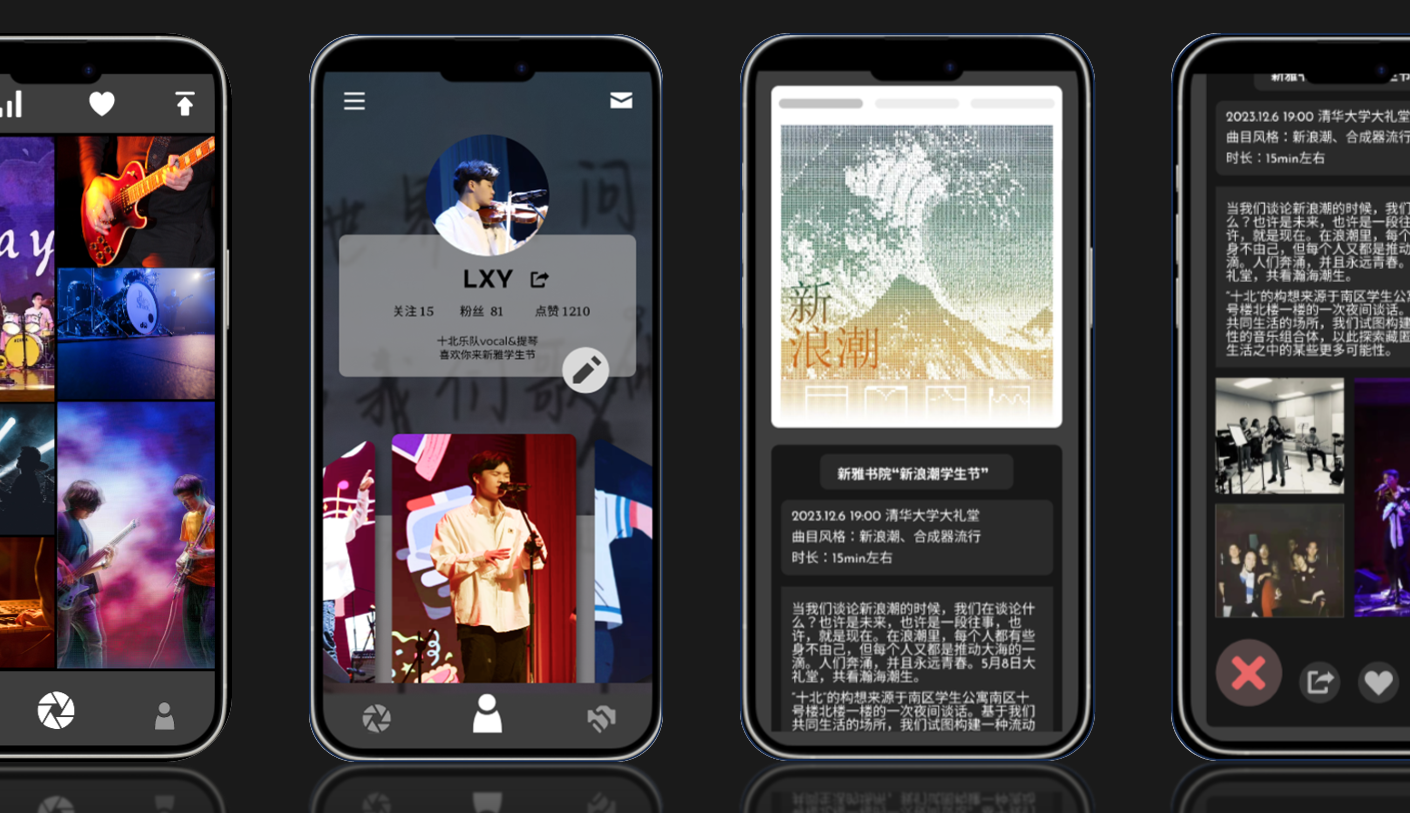 ay
世界
问
我们歌
LXY
关注 15 粉丝 81 点赞 1210
十北乐队vocal&提琴
喜欢你来新雅学生节
新
浪潮
新雅书院“新浪潮学生节”
2023.12.6 19:00 清华大学大礼堂
曲目风格：新浪潮、合成器流行
时长：15min左右
当我们谈论新浪潮的时候，我们在谈论什
么？也许是未来，也许是一段往事，也
许，就是现在。在浪潮里，每个人都有些
身不由己，但每个人又都是推动大海的一
滴。人们奔涌，并且永远青春。5月8日大
礼堂，共看瀚海潮生。
“十北”的构想来源于南区学生公寓南区十
号楼北楼一楼的一次夜间谈话。基于我们
共同生活的场所，我们试图构建一种流动
2023.12.6 19:00 清华大学大礼堂
曲目风格：新浪潮、合成器流行
时长：15min左右
当我们谈论新浪潮的时候，我们
么？也许是未来，也许是一段往
许，就是现在。在浪潮里，每个
身不由己，但每个人又都是推动
滴。人们奔涌，并且永远青春。
礼堂，共看瀚海潮生。
“十北”的构想来源于南区学生公
号楼北楼一楼的一次夜间谈话。
共同生活的场所，我们试图构建
性的音乐组合体，以此探索藏匿
生活之中的某些更多可能性。